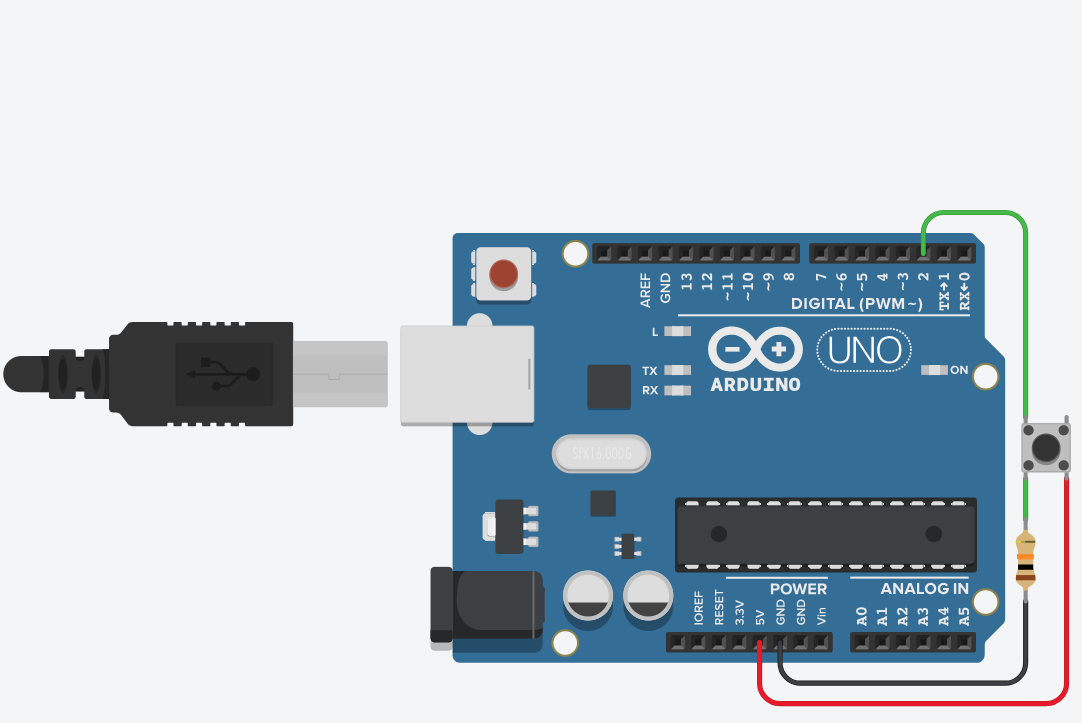 AREF
GND
13
12
~11
~10
~9
8
7
~6
~5
4
~3
2
TX→1
RX←0
DIGITAL (PWM~)
L
TX
RX
ARDUINO
UNO
ON
SPK16.000G
POWER
ANALOG IN
IOREF
RESET
3.3V
5V
GND
GND
Vin
A0
A1
A2
A3
A4
A5